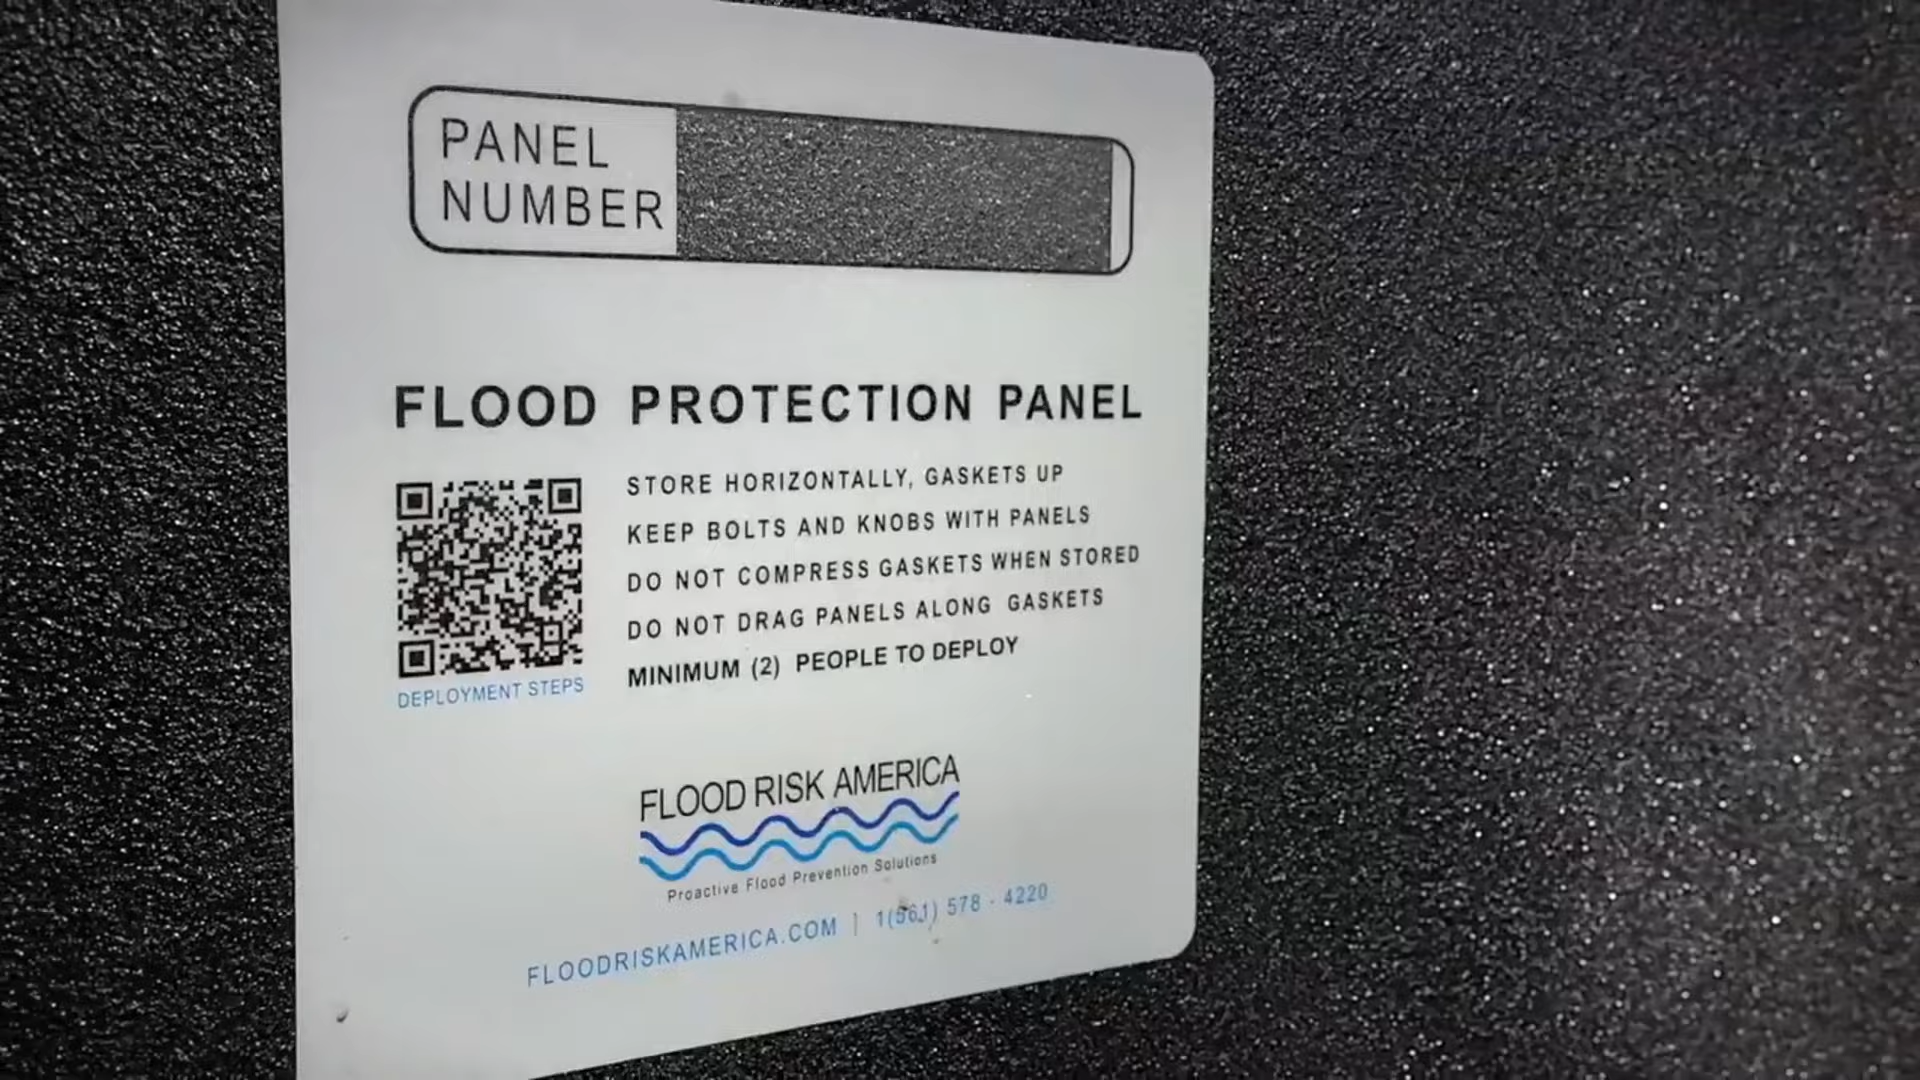 PANEL
NUMBER
FLOOD PROTECTION PANEL
STORE HORIZONTALLY, GASKETS UP
KEEP BOLTS AND KNOBS WITH PANELS
DO NOT COMPRESS GASKETS WHEN STORED
DO NOT DRAG PANELS ALONG GASKETS
MINIMUM (2) PEOPLE TO DEPLOY
DEPLOYMENT STEPS
FLOOD RISK AMERICA
Proactive Flood Prevention Solutions
FLOODRISKAMERICA.COM | 1(561) 578 - 4220